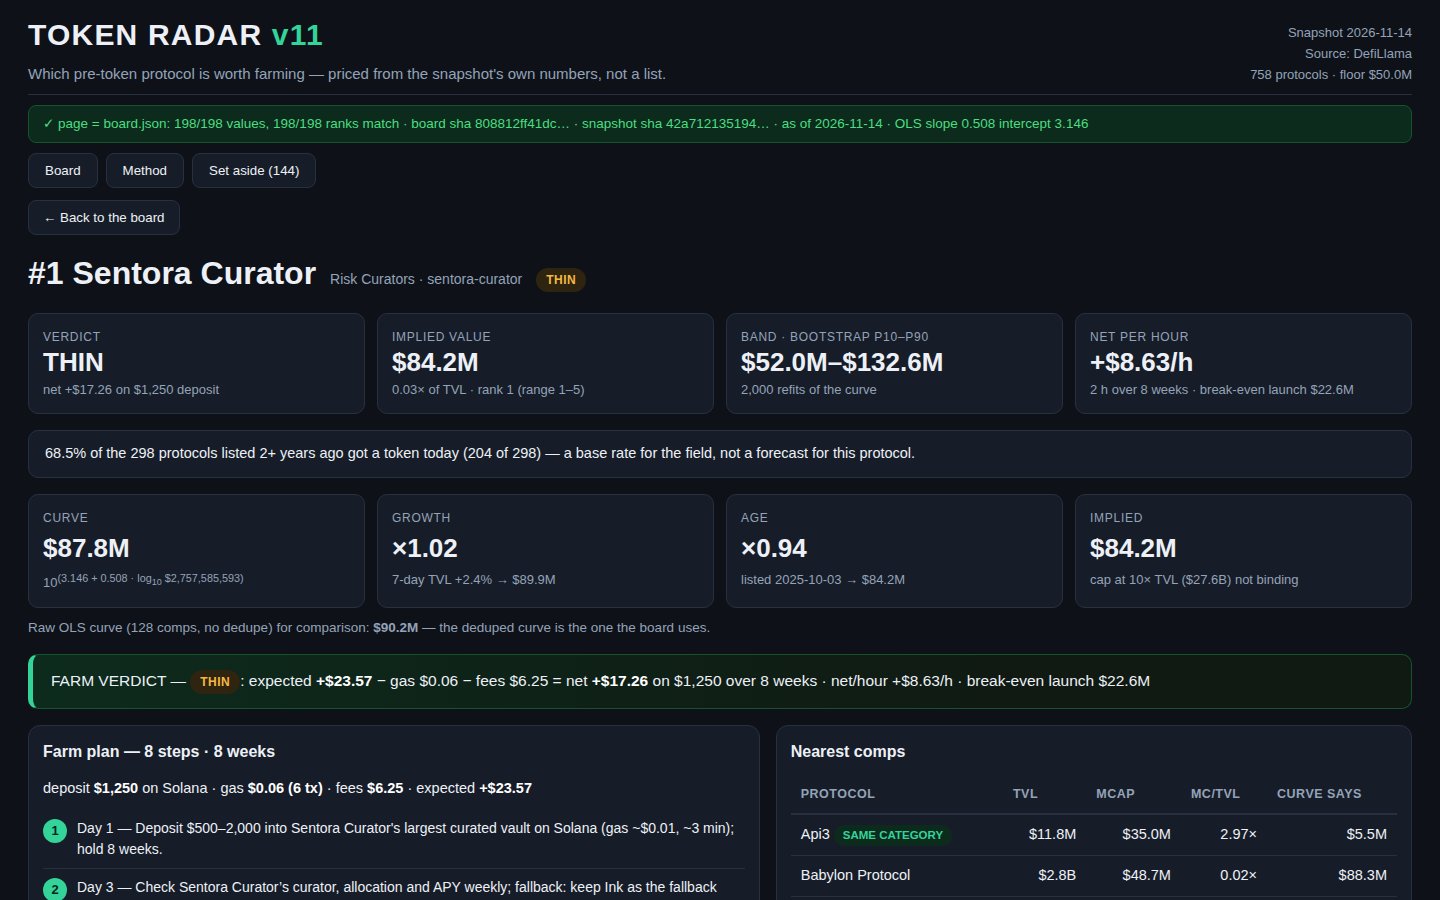 TOKEN RADAR v11
Snapshot 2026-11-14
Source: DefiLlama
758 protocols · floor $50.0M
Which pre-token protocol is worth farming — priced from the snapshot's own numbers, not a list.
✓ page = board.json: 198/198 values, 198/198 ranks match · board sha 808812ff41dc… · snapshot sha 42a712135194… · as of 2026-11-14 · OLS slope 0.508 intercept 3.146
Board
Method
Set aside (144)
← Back to the board
#1 Sentora Curator Risk Curators · sentora-curator THIN
VERDICT
THIN
net +$17.26 on $1,250 deposit
IMPLIED VALUE
$84.2M
0.03× of TVL · rank 1 (range 1–5)
BAND · BOOTSTRAP P10–P90
$52.0M–$132.6M
2,000 refits of the curve
NET PER HOUR
+$8.63/h
2 h over 8 weeks · break-even launch $22.6M
68.5% of the 298 protocols listed 2+ years ago got a token today (204 of 298) — a base rate for the field, not a forecast for this protocol.
CURVE
$87.8M
10(3.146 + 0.508 · log10 $2,757,585,593)
GROWTH
×1.02
7-day TVL +2.4% → $89.9M
AGE
×0.94
listed 2025-10-03 → $84.2M
IMPLIED
$84.2M
cap at 10× TVL ($27.6B) not binding
Raw OLS curve (128 comps, no dedupe) for comparison: $90.2M — the deduped curve is the one the board uses.
FARM VERDICT — THIN : expected +$23.57 − gas $0.06 − fees $6.25 = net +$17.26 on $1,250 over 8 weeks · net/hour +$8.63/h · break-even launch $22.6M
Farm plan — 8 steps · 8 weeks
deposit $1,250 on Solana · gas $0.06 (6 tx) · fees $6.25 · expected +$23.57
1 Day 1 — Deposit $500–2,000 into Sentora Curator's largest curated vault on Solana (gas ~$0.01, ~3 min);
hold 8 weeks.
2 Day 3 — Check Sentora Curator’s curator, allocation and APY weekly; fallback: keep Ink as the fallback
Nearest comps
PROTOCOL TVL MCAP MC/TVL CURVE SAYS
Api3 SAME CATEGORY $11.8M $35.0M 2.97× $5.5M
Babylon Protocol $2.8B $48.7M 0.02× $88.3M